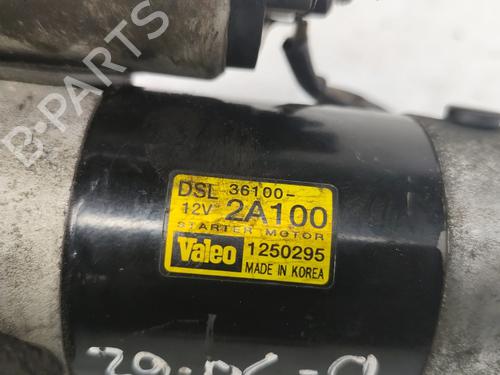 DSL 36100-
12V 2A100
STARTER MOTOR
Valeo 1250295
MADE IN KOREA
B-PARTS